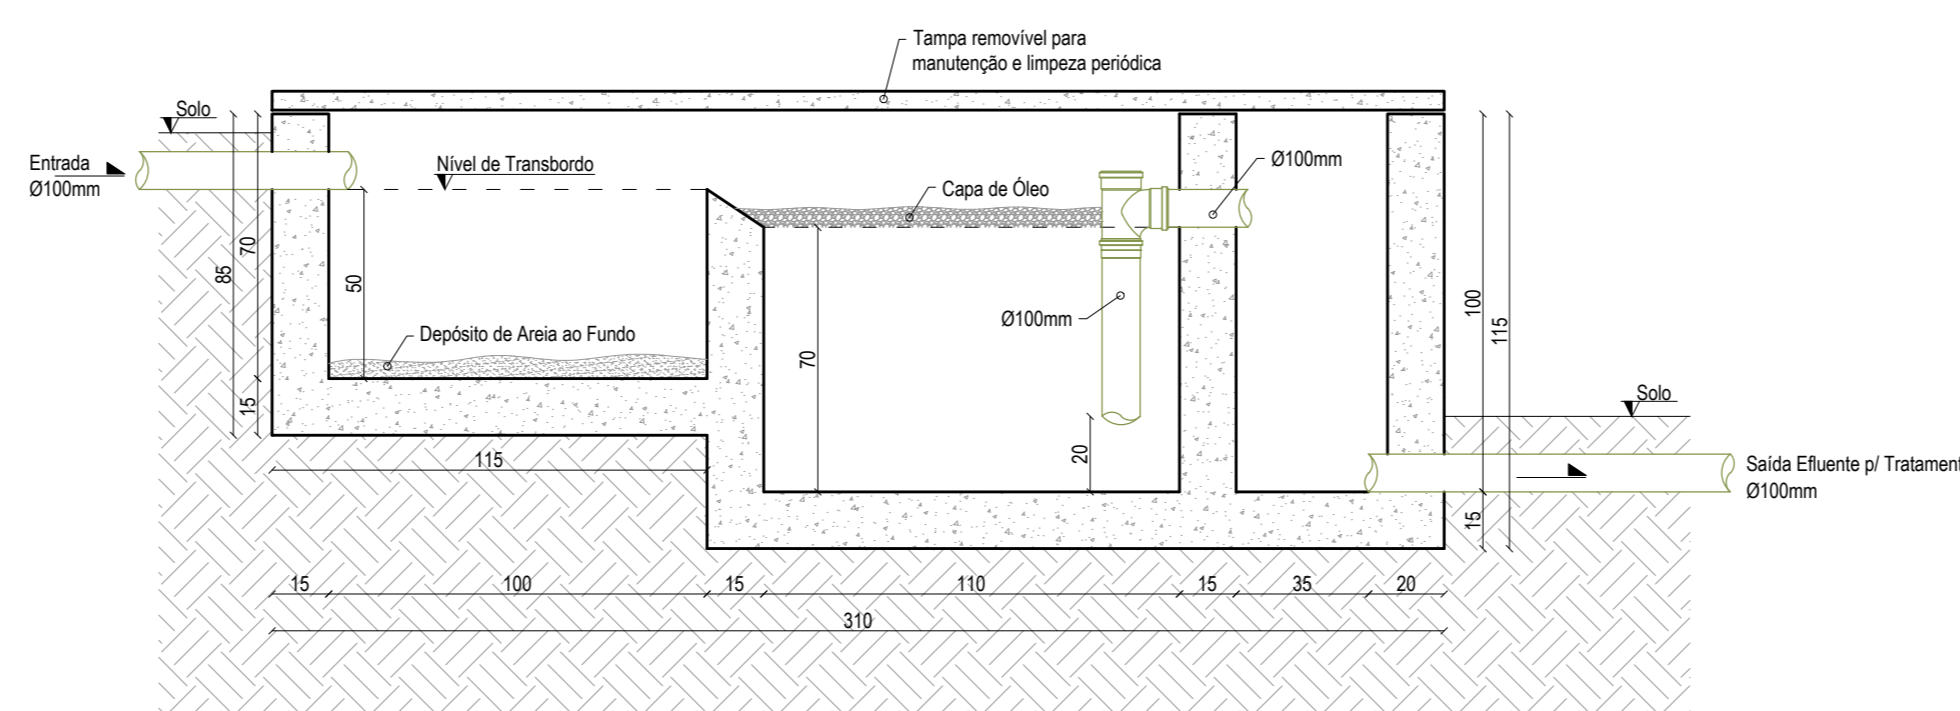 Tampa removível para
manutenção e limpeza periódica
Solo
Entrada
Ø100mm
Nível de Transbordo
Capa de Óleo
Ø100mm
85
70
50
15
Depósito de Areia ao Fundo
Ø100mm
70
20
100
115
15
Solo
Saída Efluente p/ Tratament
Ø100mm
115
15
100
15
110
15
35
20
310